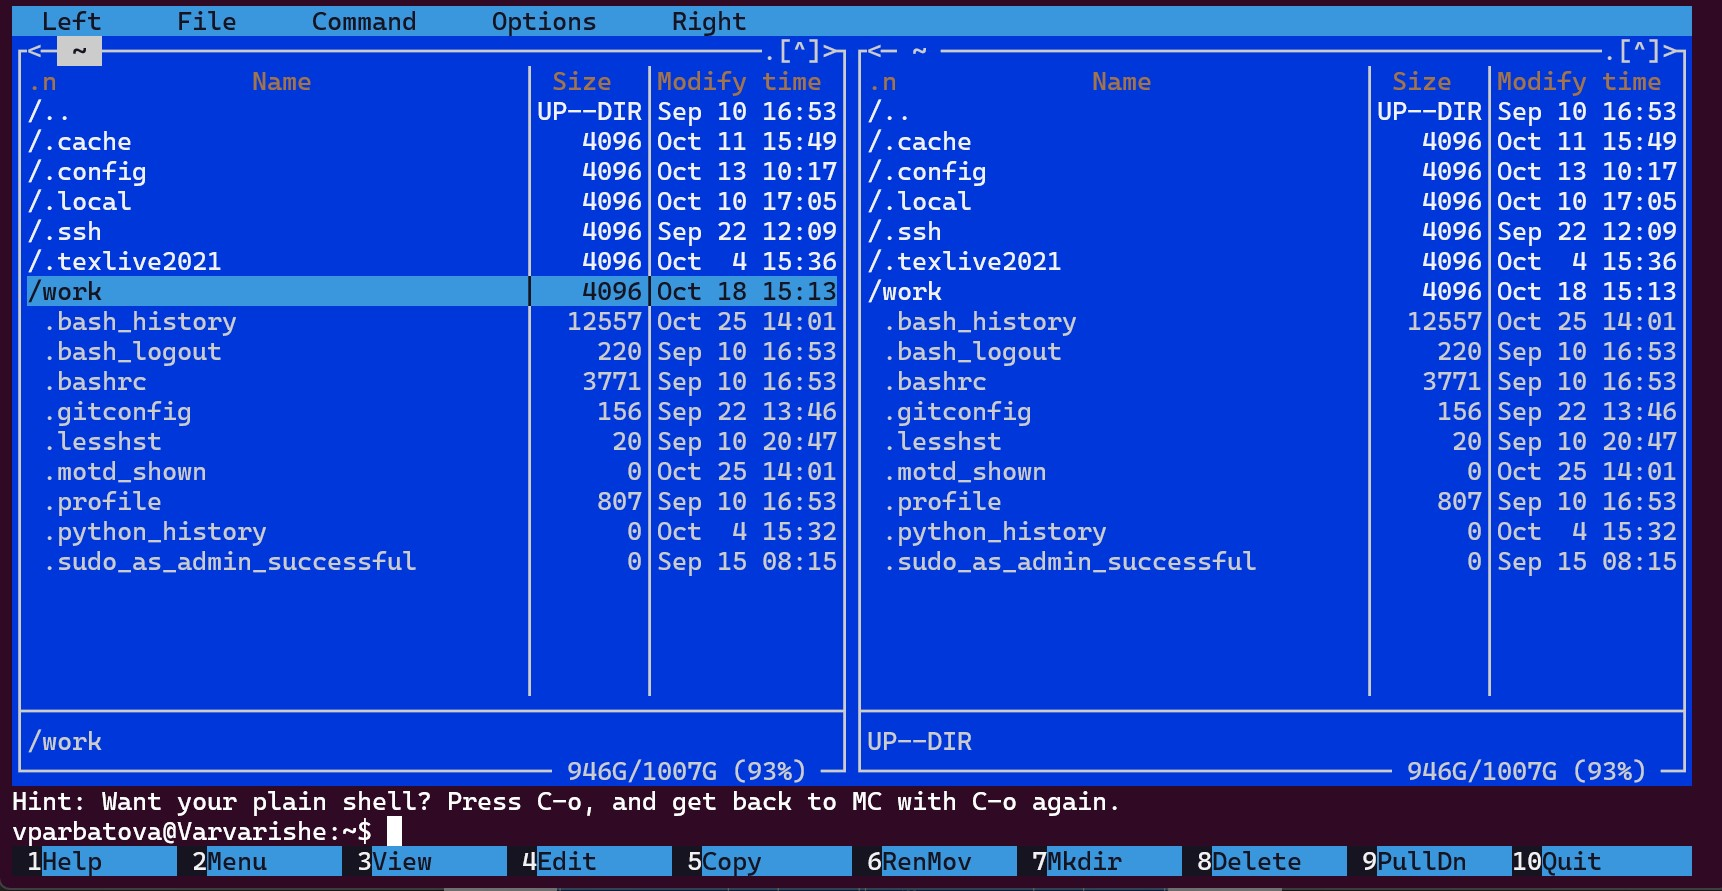 Left File Command Options Right
<─ ~ .[^]> <─ ~ .[^]>
.n Name Size Modify time .n Name Size Modify time
/.. UP--DIR Sep 10 16:53 /.. UP--DIR Sep 10 16:53
/.cache 4096 Oct 11 15:49 /.cache 4096 Oct 11 15:49
/.config 4096 Oct 13 10:17 /.config 4096 Oct 13 10:17
/.local 4096 Oct 10 17:05 /.local 4096 Oct 10 17:05
/.ssh 4096 Sep 22 12:09 /.ssh 4096 Sep 22 12:09
/.texlive2021 4096 Oct 4 15:36 /.texlive2021 4096 Oct 4 15:36
/work 4096 Oct 18 15:13 /work 4096 Oct 18 15:13
.bash_history 12557 Oct 25 14:01 .bash_history 12557 Oct 25 14:01
.bash_logout 220 Sep 10 16:53 .bash_logout 220 Sep 10 16:53
.bashrc 3771 Sep 10 16:53 .bashrc 3771 Sep 10 16:53
.gitconfig 156 Sep 22 13:46 .gitconfig 156 Sep 22 13:46
.lesshst 20 Sep 10 20:47 .lesshst 20 Sep 10 20:47
.motd_shown 0 Oct 25 14:01 .motd_shown 0 Oct 25 14:01
.profile 807 Sep 10 16:53 .profile 807 Sep 10 16:53
.python_history 0 Oct 4 15:32 .python_history 0 Oct 4 15:32
.sudo_as_admin_successful 0 Sep 15 08:15 .sudo_as_admin_successful 0 Sep 15 08:15
/work UP--DIR
946G/1007G (93%) 946G/1007G (93%)
Hint: Want your plain shell? Press C-o, and get back to MC with C-o again.
vparbatova@Varvarishe:~$
1Help 2Menu 3View 4Edit 5Copy 6RenMov 7Mkdir 8Delete 9PullDn 10Quit